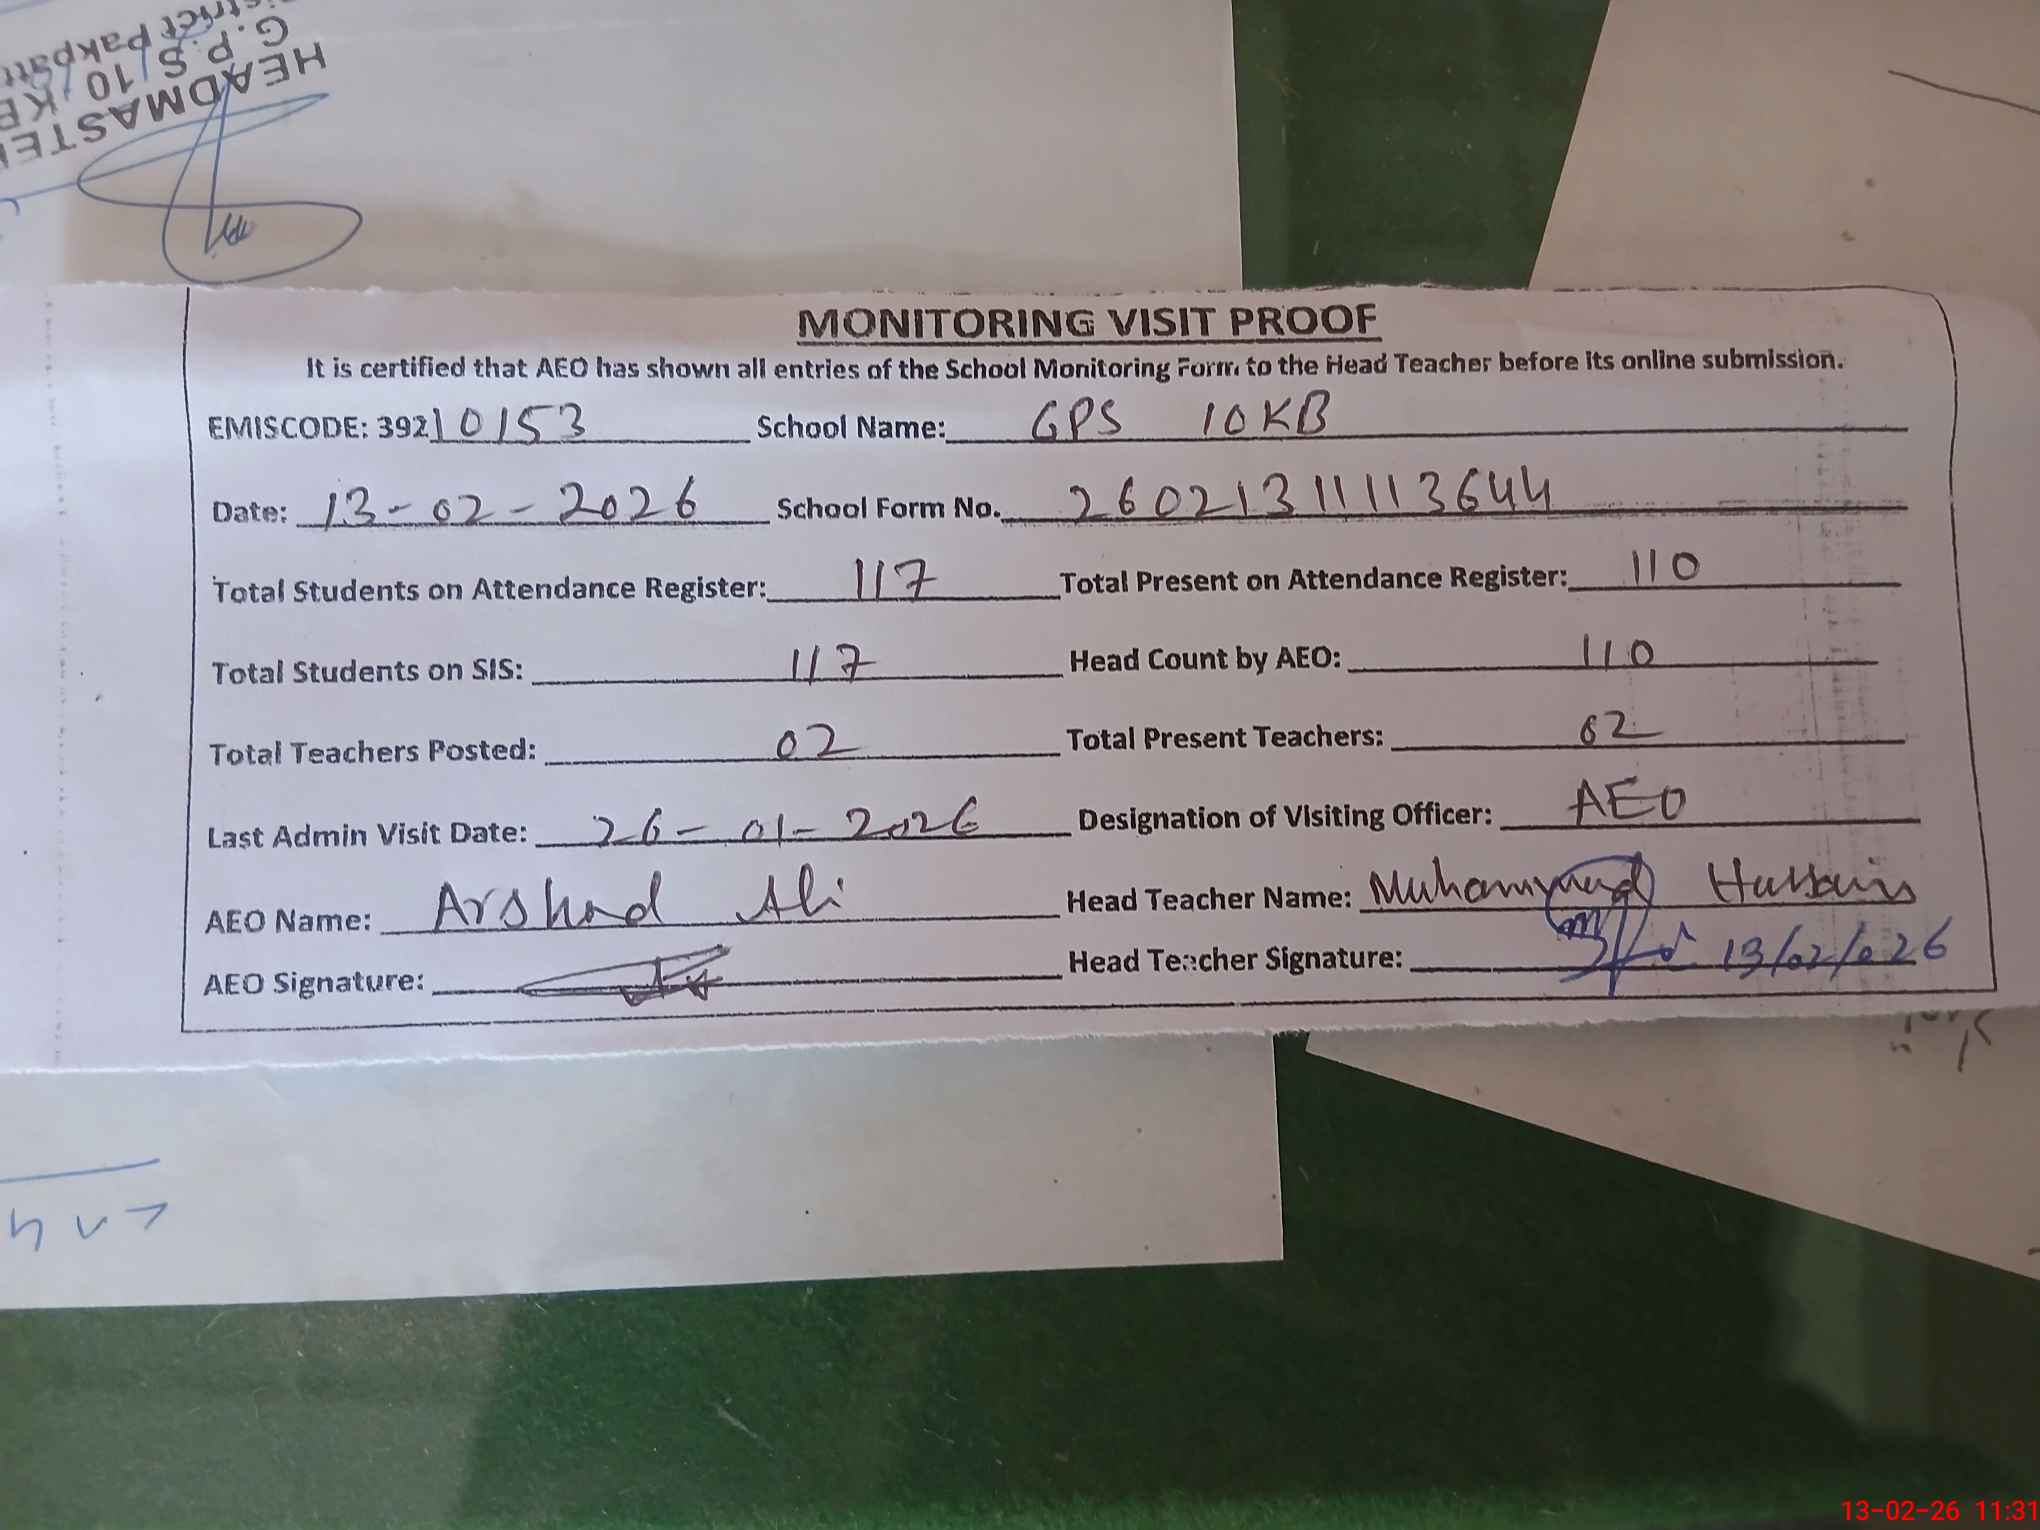 HEADMASTE
G.P.S 10/KB
District Pakpatt
MONITORING VISIT PROOF
It is certified that AEO has shown all entries of the School Monitoring Form to the Head Teacher before its online submission.
EMISCODE: 39210153 School Name: GPS 10KB
Date: 13-02-2026 School Form No. 260213111113644
Total Students on Attendance Register: 117 Total Present on Attendance Register: 110
Total Students on SIS: 117 Head Count by AEO: 110
Total Teachers Posted: 02 Total Present Teachers: 02
Last Admin Visit Date: 26-01-2026 Designation of Visiting Officer: AEO
AEO Name: Arshad Ali Head Teacher Name: Muhammad Hussain
AEO Signature: Head Teacher Signature: 13/02/026
13-02-26 11:31